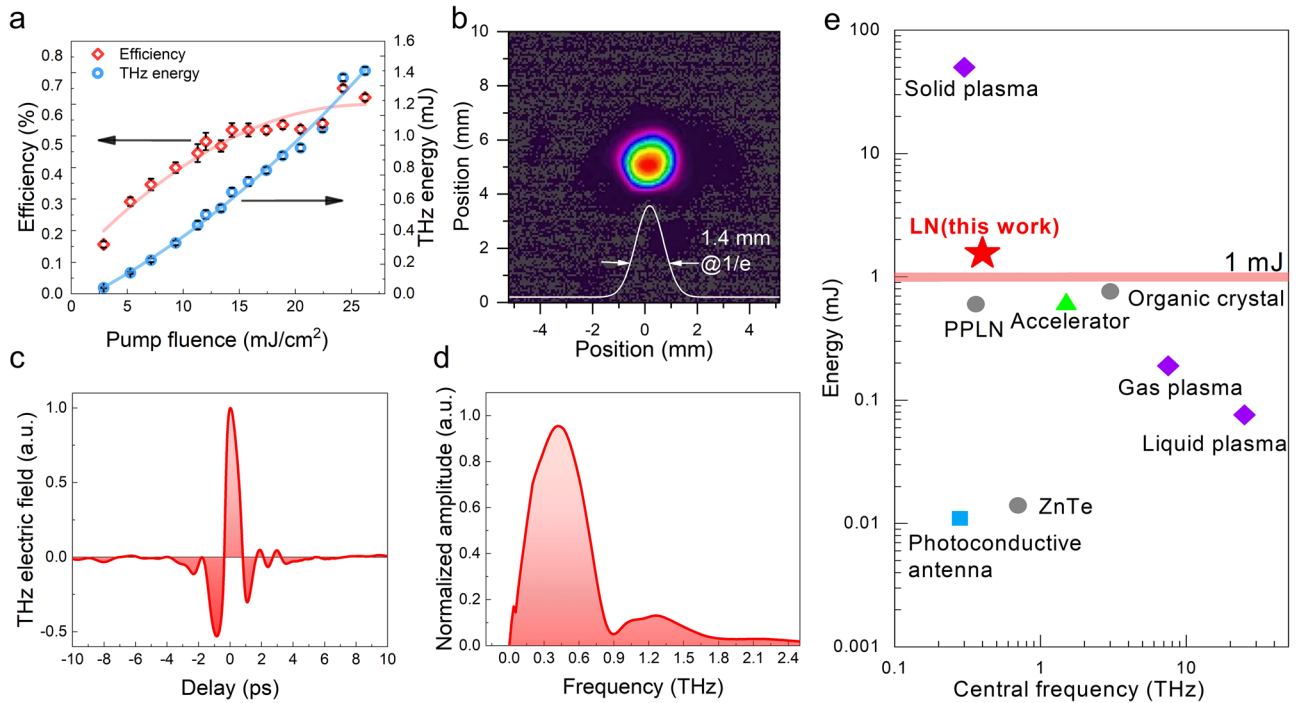 a
Efficiency
THz energy
0.8
0.7
0.6
0.5
0.4
0.3
0.2
0.1
0.0
Efficiency (%)
1.6
1.4
1.2
1.0
0.8
0.6
0.4
0.2
0.0
THz energy (mJ)
0 5 10 15 20 25
Pump fluence (mJ/cm²)
b
10
8
6
4
2
0
Position (mm)
1.4 mm
@1/e
-4 -2 0 2 4
Position (mm)
c
1.0
0.5
0.0
-0.5
THz electric field (a.u.)
-10 -8 -6 -4 -2 0 2 4 6 8 10
Delay (ps)
d
1.0
0.8
0.6
0.4
0.2
0.0
Normalized amplitude (a.u.)
0.0 0.3 0.6 0.9 1.2 1.5 1.8 2.1 2.4
Frequency (THz)
e
100
10
1
0.1
0.01
0.001
Energy (mJ)
Solid plasma
LN(this work)
1 mJ
PPLN
Accelerator
Organic crystal
Gas plasma
Liquid plasma
ZnTe
Photoconductive
antenna
0.1 1 10
Central frequency (THz)